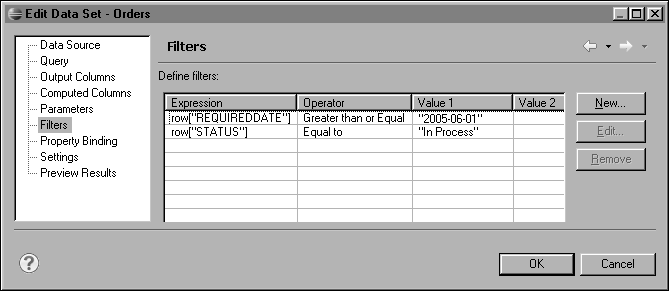 Edit Data Set - Orders
Data Source
Query
Output Columns
Computed Columns
Parameters
Filters
Property Binding
Settings
Preview Results
Filters
Define filters:
Expression Operator Value 1 Value 2
row["REQUIREDDATE"] Greater than or Equal "2005-06-01"
row["STATUS"] Equal to "In Process"
New...
Edit...
Remove
?
OK Cancel